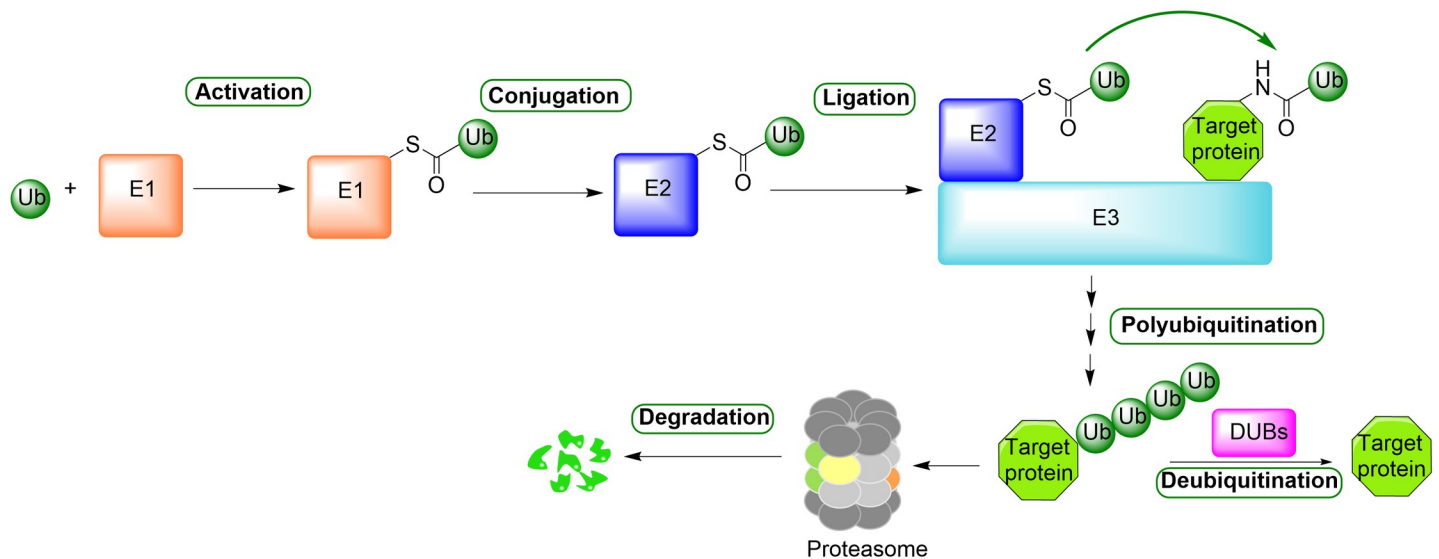 Activation
Conjugation
Ligation
Ub
+
E1
E1
S
O
Ub
E2
S
O
Ub
E2
S
O
Ub
H
N
O
Ub
Target
protein
E3
Polyubiquitination
Target
protein
Ub
Ub
Ub
Ub
DUBs
Deubiquitination
Target
protein
Proteasome
Degradation